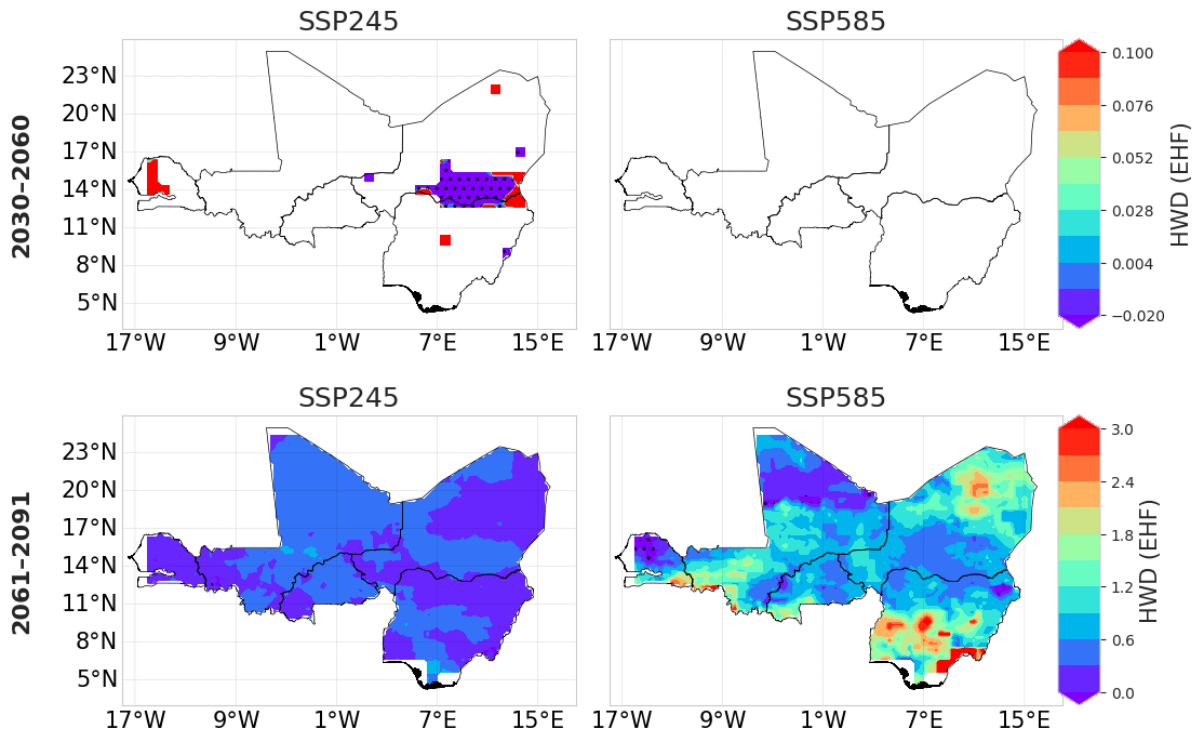 SSP245
SSP585
2030-2060
23°N
20°N
17°N
14°N
11°N
8°N
5°N
17°W
9°W
1°W
7°E
15°E
17°W
9°W
1°W
7°E
15°E
0.100
0.076
0.052
0.028
0.004
−0.020
HWD (EHF)
SSP245
SSP585
2061-2091
23°N
20°N
17°N
14°N
11°N
8°N
5°N
17°W
9°W
1°W
7°E
15°E
17°W
9°W
1°W
7°E
15°E
3.0
2.4
1.8
1.2
0.6
0.0
HWD (EHF)